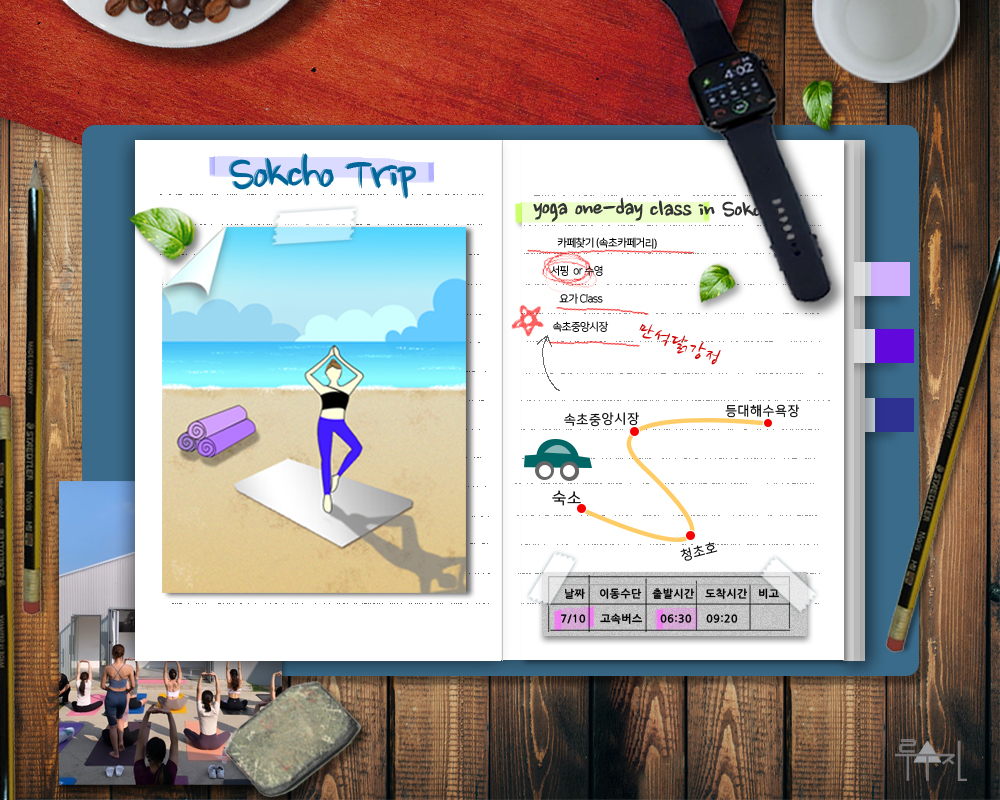 4:02
Sokcho Trip
yoga one-day class in Sokc
카페찾기 (속초카페거리)
서핑 or 수영
요가 Class
속초중앙시장
만석닭강정
속초중앙시장
등대해수욕장
숙소
청초호
날짜 이동수단 출발시간 도착시간 비고
7/10 고속버스 06:30 09:20
MADE IN GERMANY
STAEDTLER
Noris
STAEDTLER
Noris